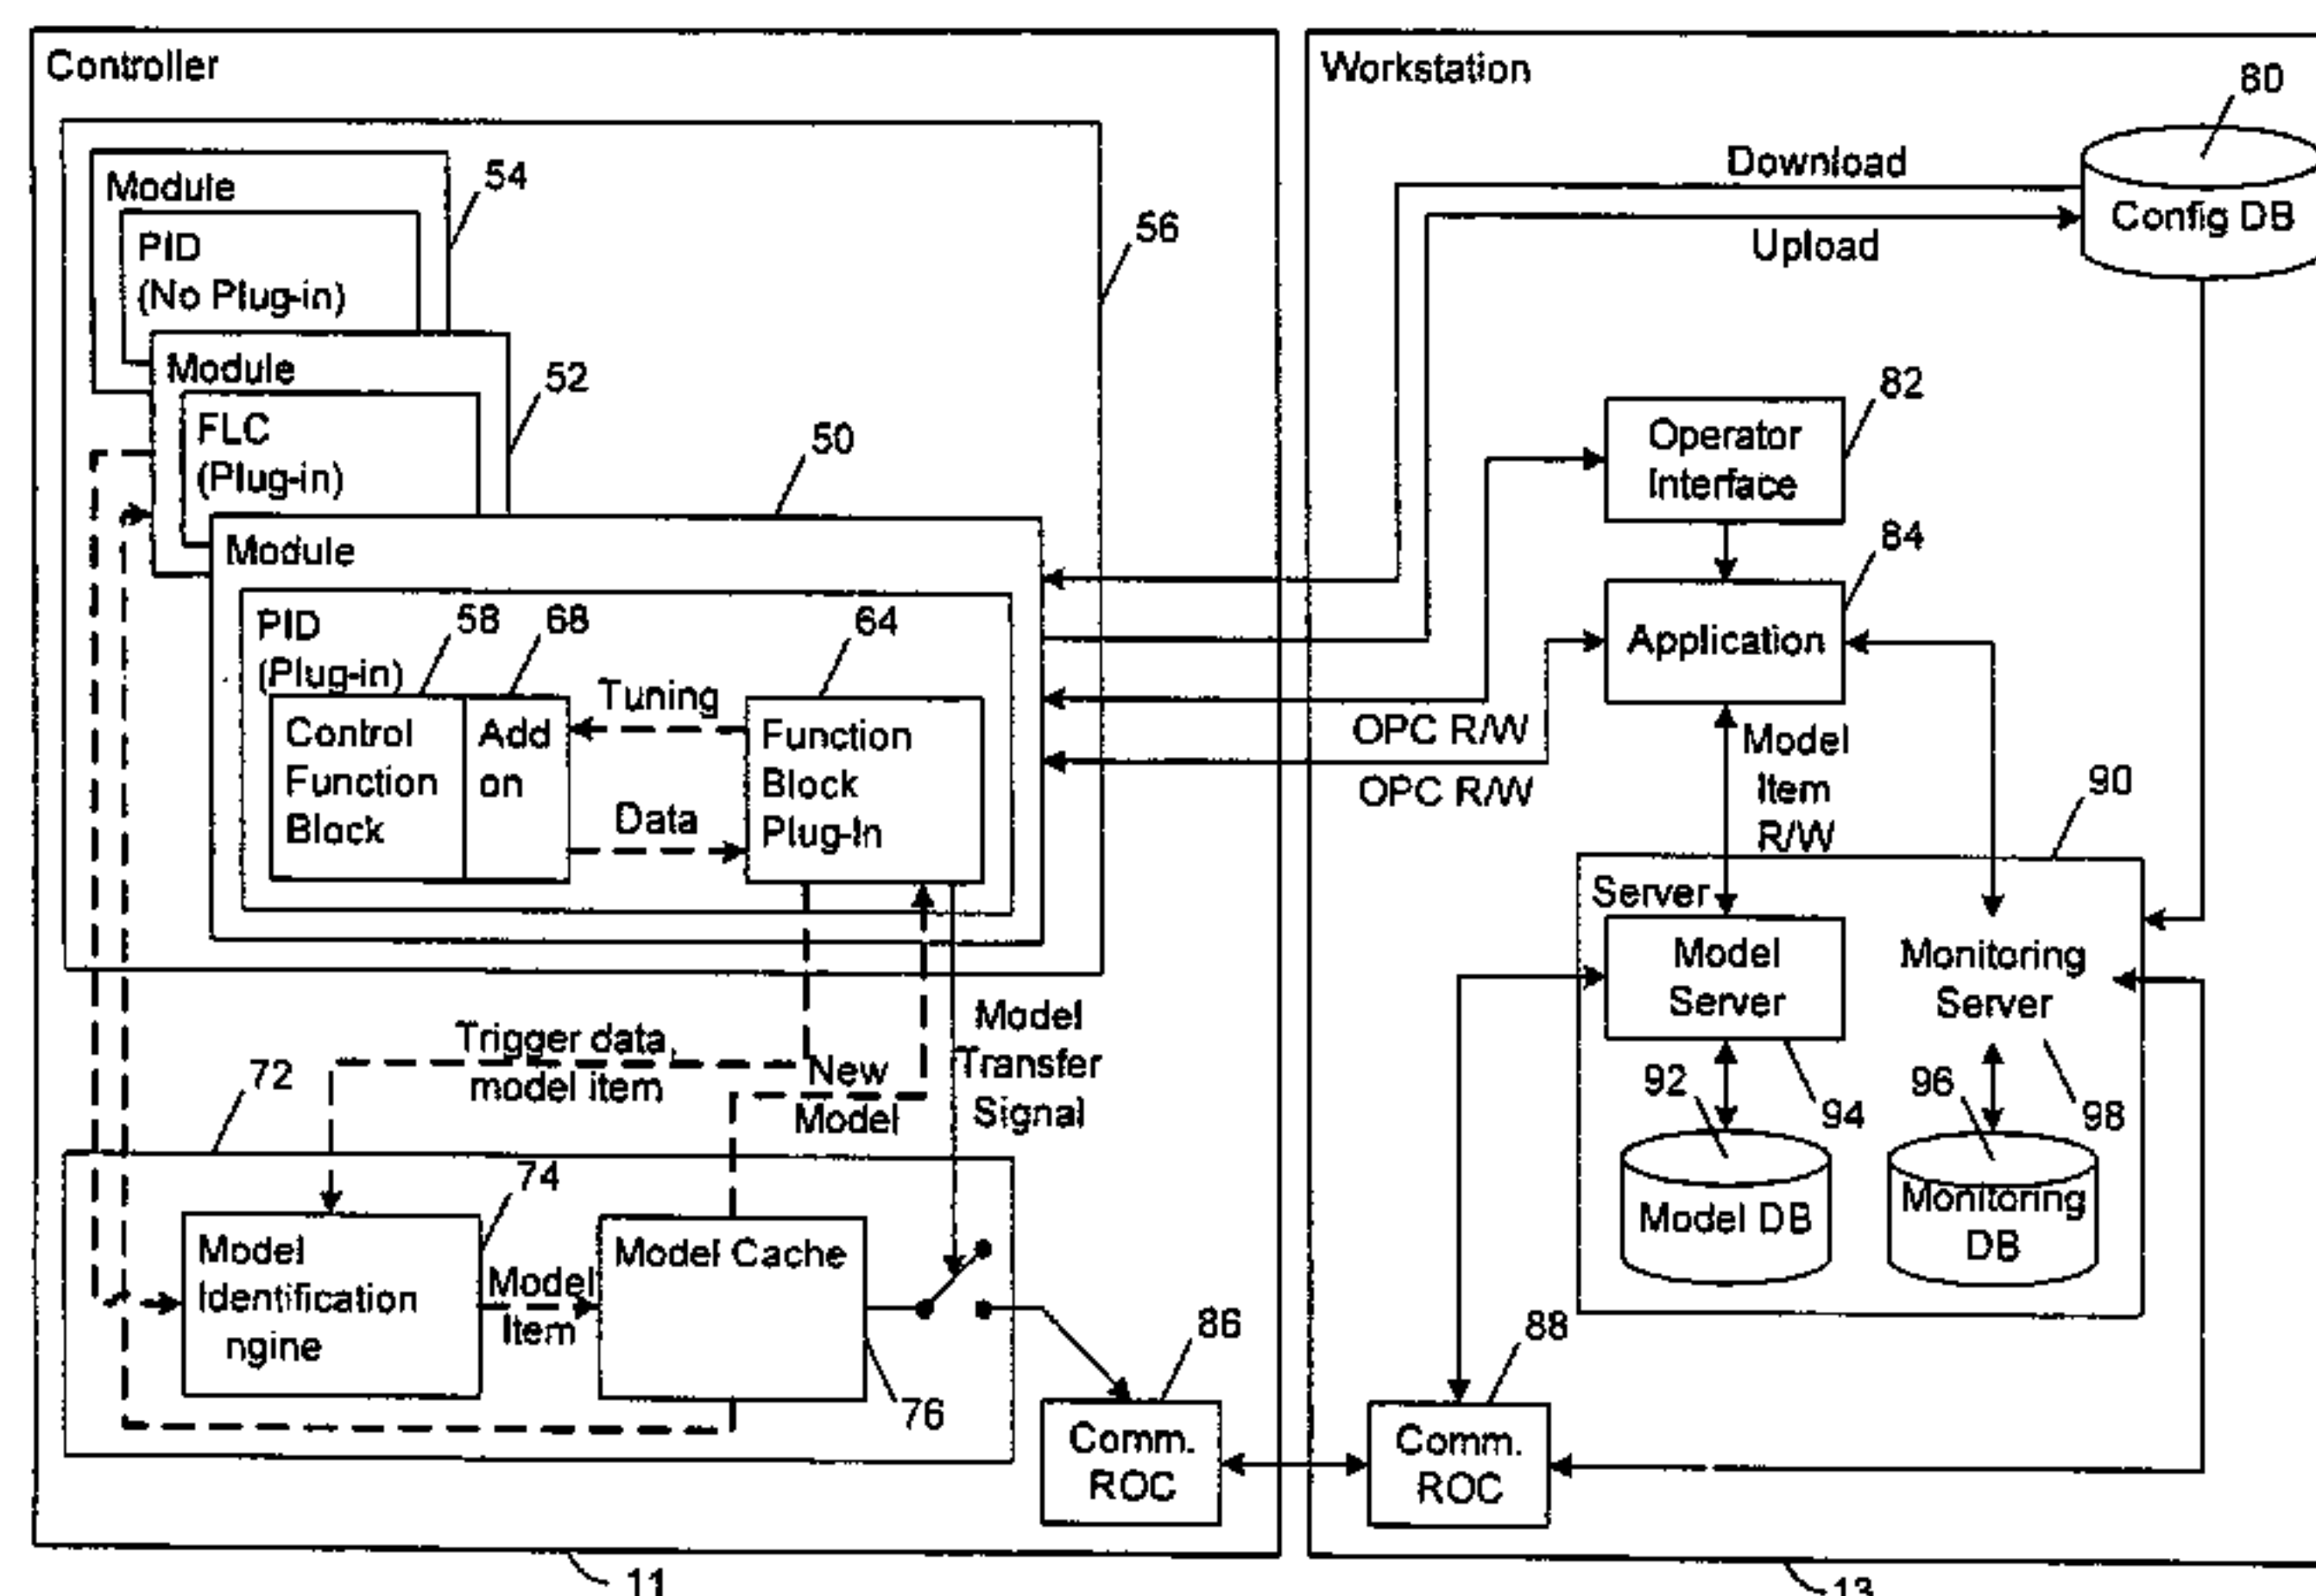 Controller
Workstation
80
Module
54
Download
PID
(No Plug-in)
56
Config DB
Upload
Module
52
82
FLC
(Plug-in)
50
Operator
Interface
Module
84
PID
(Plug-in)
58
68
64
Application
Tuning
Control
Function
Block
Add
on
Function
Block
Plug-In
Data
OPC R/W
OPC R/W
Model
Item
R/W
90
Server
Model
Server
Monitoring
Server
Model
Transfer
Signal
Trigger data,
model item
New
Model
72
92
94
96
98
74
Model DB
Monitoring
DB
Model
Identification
ngine
Model
Item
Model Cache
76
86
88
Comm.
ROC
Comm.
ROC
11
13